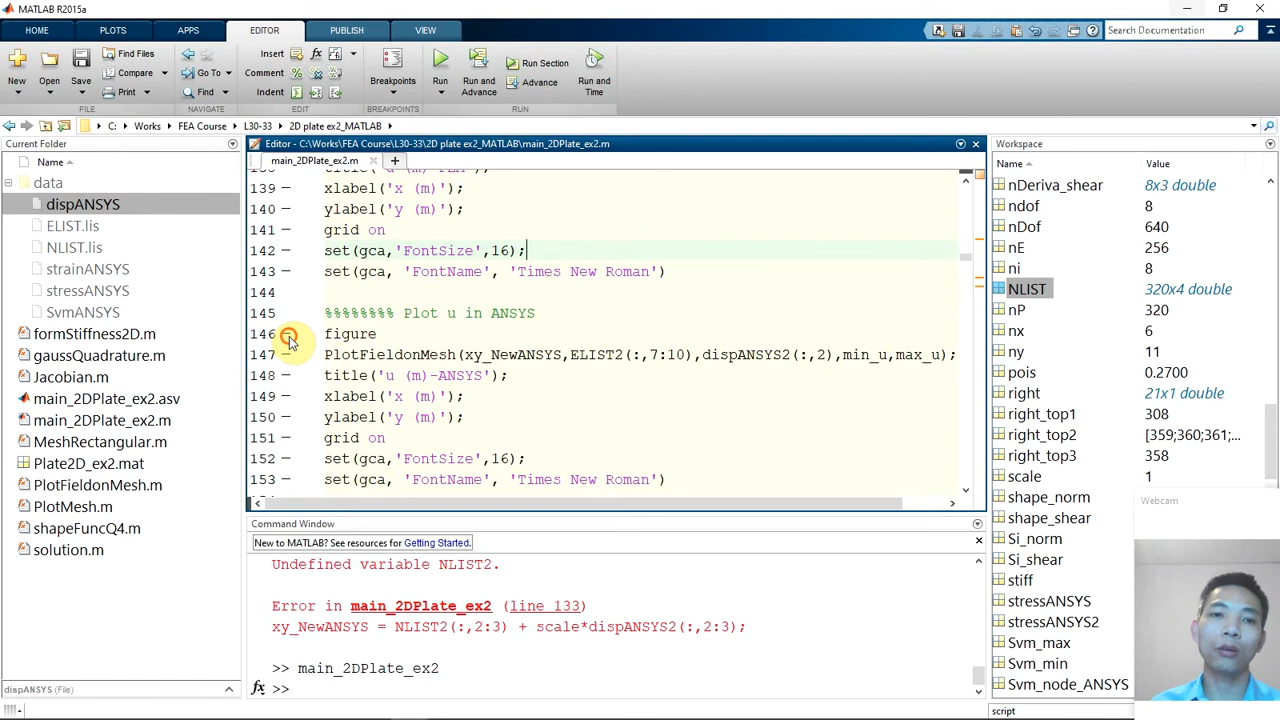 MATLAB R2015a
HOME PLOTS APPS EDITOR PUBLISH VIEW
Search Documentation
New Open Save Find Files Compare Print
Go To Find
Insert Comment Indent
Breakpoints
Run Run and Advance Run Section Advance Run and Time
FILE NAVIGATE EDIT BREAKPOINTS RUN
C: Works FEA Course L30-33 2D plate ex2_MATLAB
Current Folder
Name
data
dispANSYS
ELIST.lis
NLIST.lis
strainANSYS
stressANSYS
SvmANSYS
formStiffness2D.m
gaussQuadrature.m
Jacobian.m
main_2DPlate_ex2.asv
main_2DPlate_ex2.m
MeshRectangular.m
Plate2D_ex2.mat
PlotFieldonMesh.m
PlotMesh.m
shapeFuncQ4.m
solution.m
dispANSYS (File)
Editor - C:\Works\FEA Course\L30-33\2D plate ex2_MATLAB\main_2DPlate_ex2.m
main_2DPlate_ex2.m
139 xlabel('x (m)');
140 ylabel('y (m)');
141 grid on
142 set(gca,'FontSize',16);
143 set(gca, 'FontName', 'Times New Roman')
144
145 %%%%%%%% Plot u in ANSYS
146 figure
147 PlotFieldonMesh(xy_NewANSYS,ELIST2(:,7:10),dispANSYS2(:,2),min_u,max_u);
148 title('u (m)-ANSYS');
149 xlabel('x (m)');
150 ylabel('y (m)');
151 grid on
152 set(gca,'FontSize',16);
153 set(gca, 'FontName', 'Times New Roman')
Command Window
New to MATLAB? See resources for Getting Started.
Undefined variable NLIST2.
Error in main_2DPlate_ex2 (line 133)
xy_NewANSYS = NLIST2(:,2:3) + scale*dispANSYS2(:,2:3);
>> main_2DPlate_ex2
fx >>
Workspace
Name Value
nDeriva_shear 8x3 double
ndof 8
nDof 640
nE 256
ni 8
NLIST 320x4 double
nP 320
nx 6
ny 11
pois 0.2700
right 21x1 double
right_top1 308
right_top2 [359;360;361;...
right_top3 358
scale 1
shape_norm
shape_shear
Si_norm
Si_shear
stiff
stressANSYS
stressANSYS2
Svm_max
Svm_min
Svm_node_ANSYS
Webcam
script